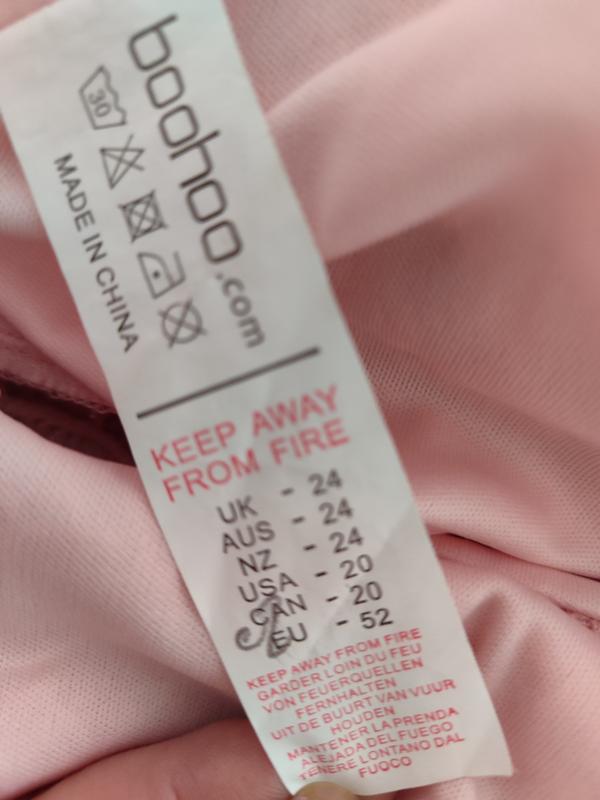 boohoo.com
30
MADE IN CHINA
KEEP AWAY
FROM FIRE
UK - 24
AUS - 24
NZ - 24
USA - 20
CAN - 20
EU - 52
KEEP AWAY FROM FIRE
GARDER LOIN DU FEU
VON FEUERQUELLEN
FERNHALTEN
UIT DE BUURT VAN VUUR
HOUDEN
MANTENER LA PRENDA
ALEJADA DEL FUEGO
TENERE LONTANO DAL
FUOCO